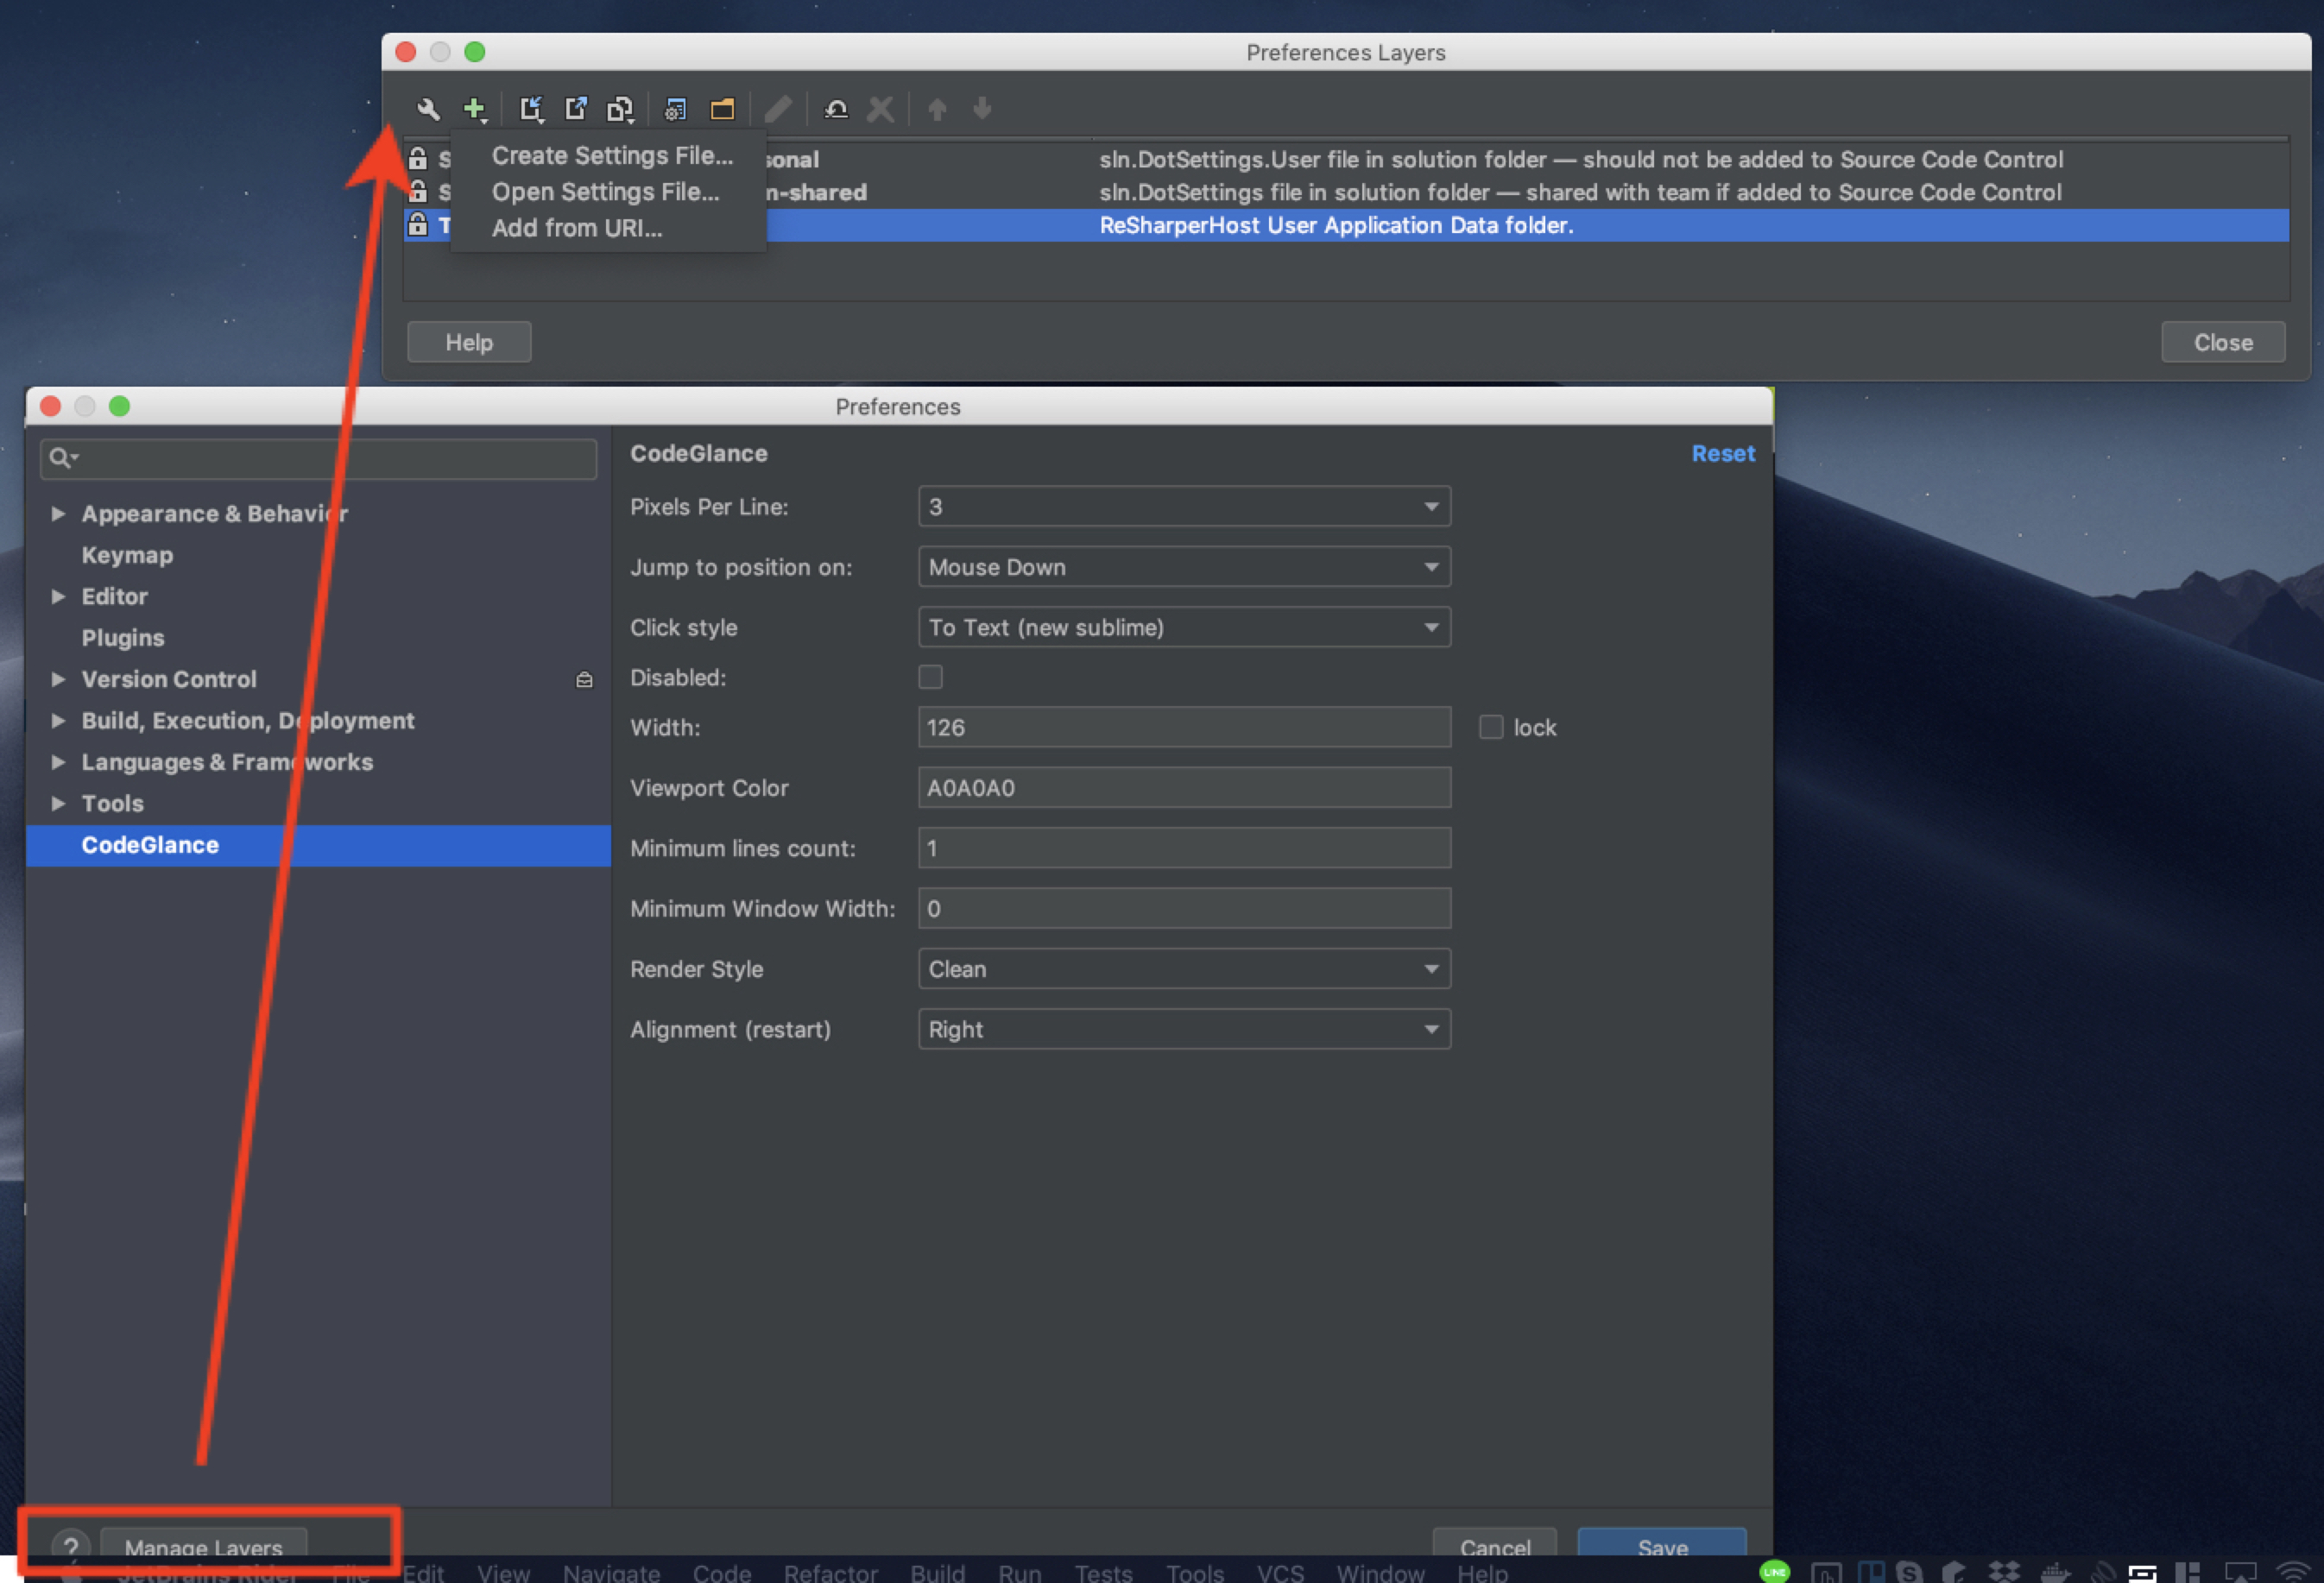 Preferences Layers
Create Settings File...
Open Settings File...
Add from URI...
sonal
n-shared
sln.DotSettings.User file in solution folder — should not be added to Source Code Control
sln.DotSettings file in solution folder — shared with team if added to Source Code Control
ReSharperHost User Application Data folder.
Help
Close
Preferences
Appearance & Behavior
Keymap
Editor
Plugins
Version Control
Build, Execution, Deployment
Languages & Frameworks
Tools
CodeGlance
CodeGlance
Reset
Pixels Per Line: 3
Jump to position on: Mouse Down
Click style To Text (new sublime)
Disabled:
Width: 126 lock
Viewport Color A0A0A0
Minimum lines count: 1
Minimum Window Width: 0
Render Style Clean
Alignment (restart) Right
? Manage Layers
Cancel Save
JetBrains Rider File Edit View Navigate Code Refactor Build Run Tests Tools VCS Window Help
LINE